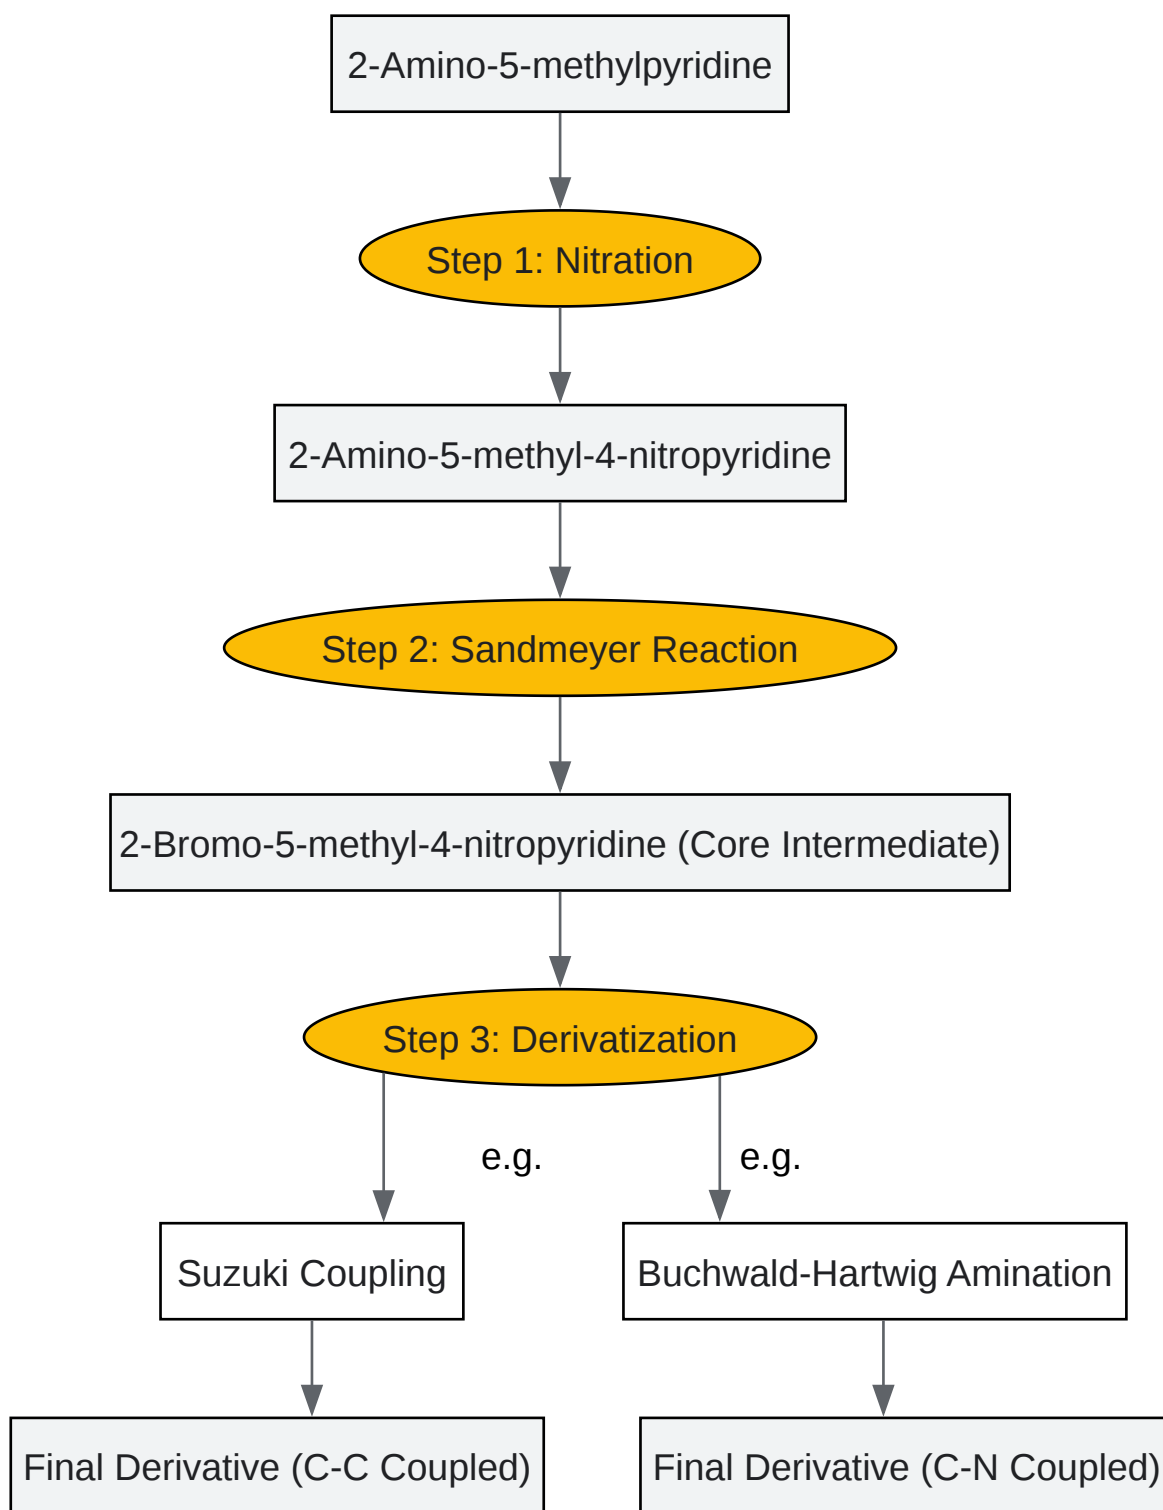 2-Amino-5-methylpyridine
Step 1: Nitration
2-Amino-5-methyl-4-nitropyridine
Step 2: Sandmeyer Reaction
2-Bromo-5-methyl-4-nitropyridine (Core Intermediate)
Step 3: Derivatization
e.g.
e.g.
Suzuki Coupling
Buchwald-Hartwig Amination
Final Derivative (C-C Coupled)
Final Derivative (C-N Coupled)